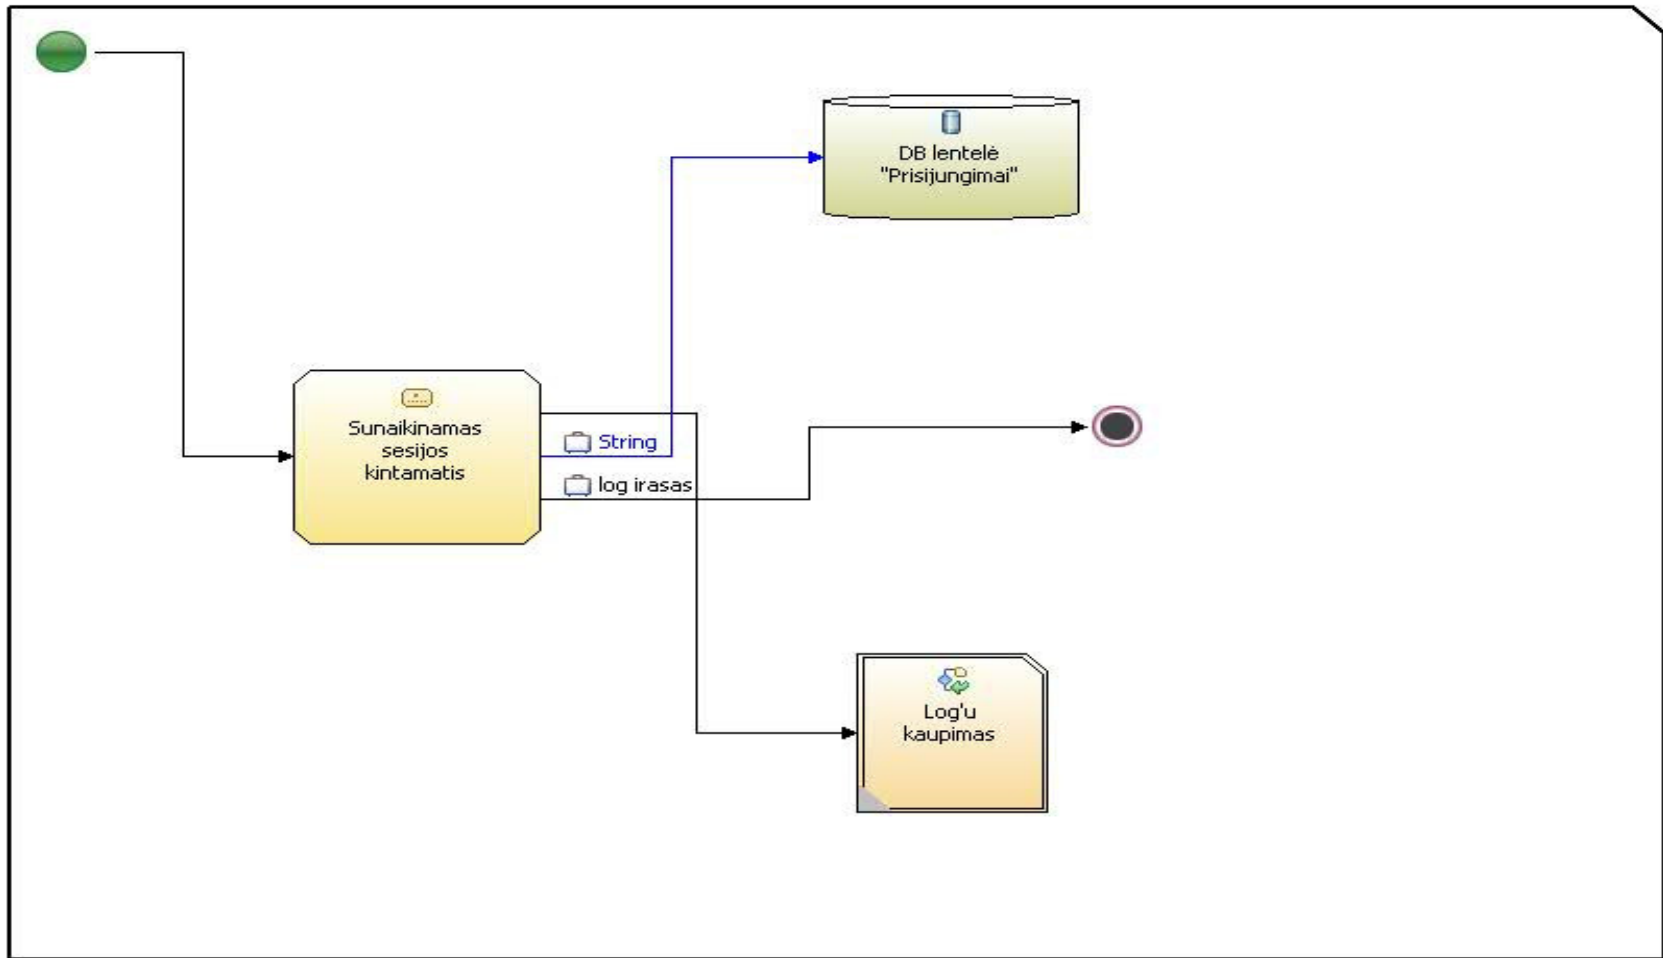 DB lentelė
"Prisijungimai"
Sunaikinamas
sesijos
kintamatis
String
log irasas
Log'u
kaupimas